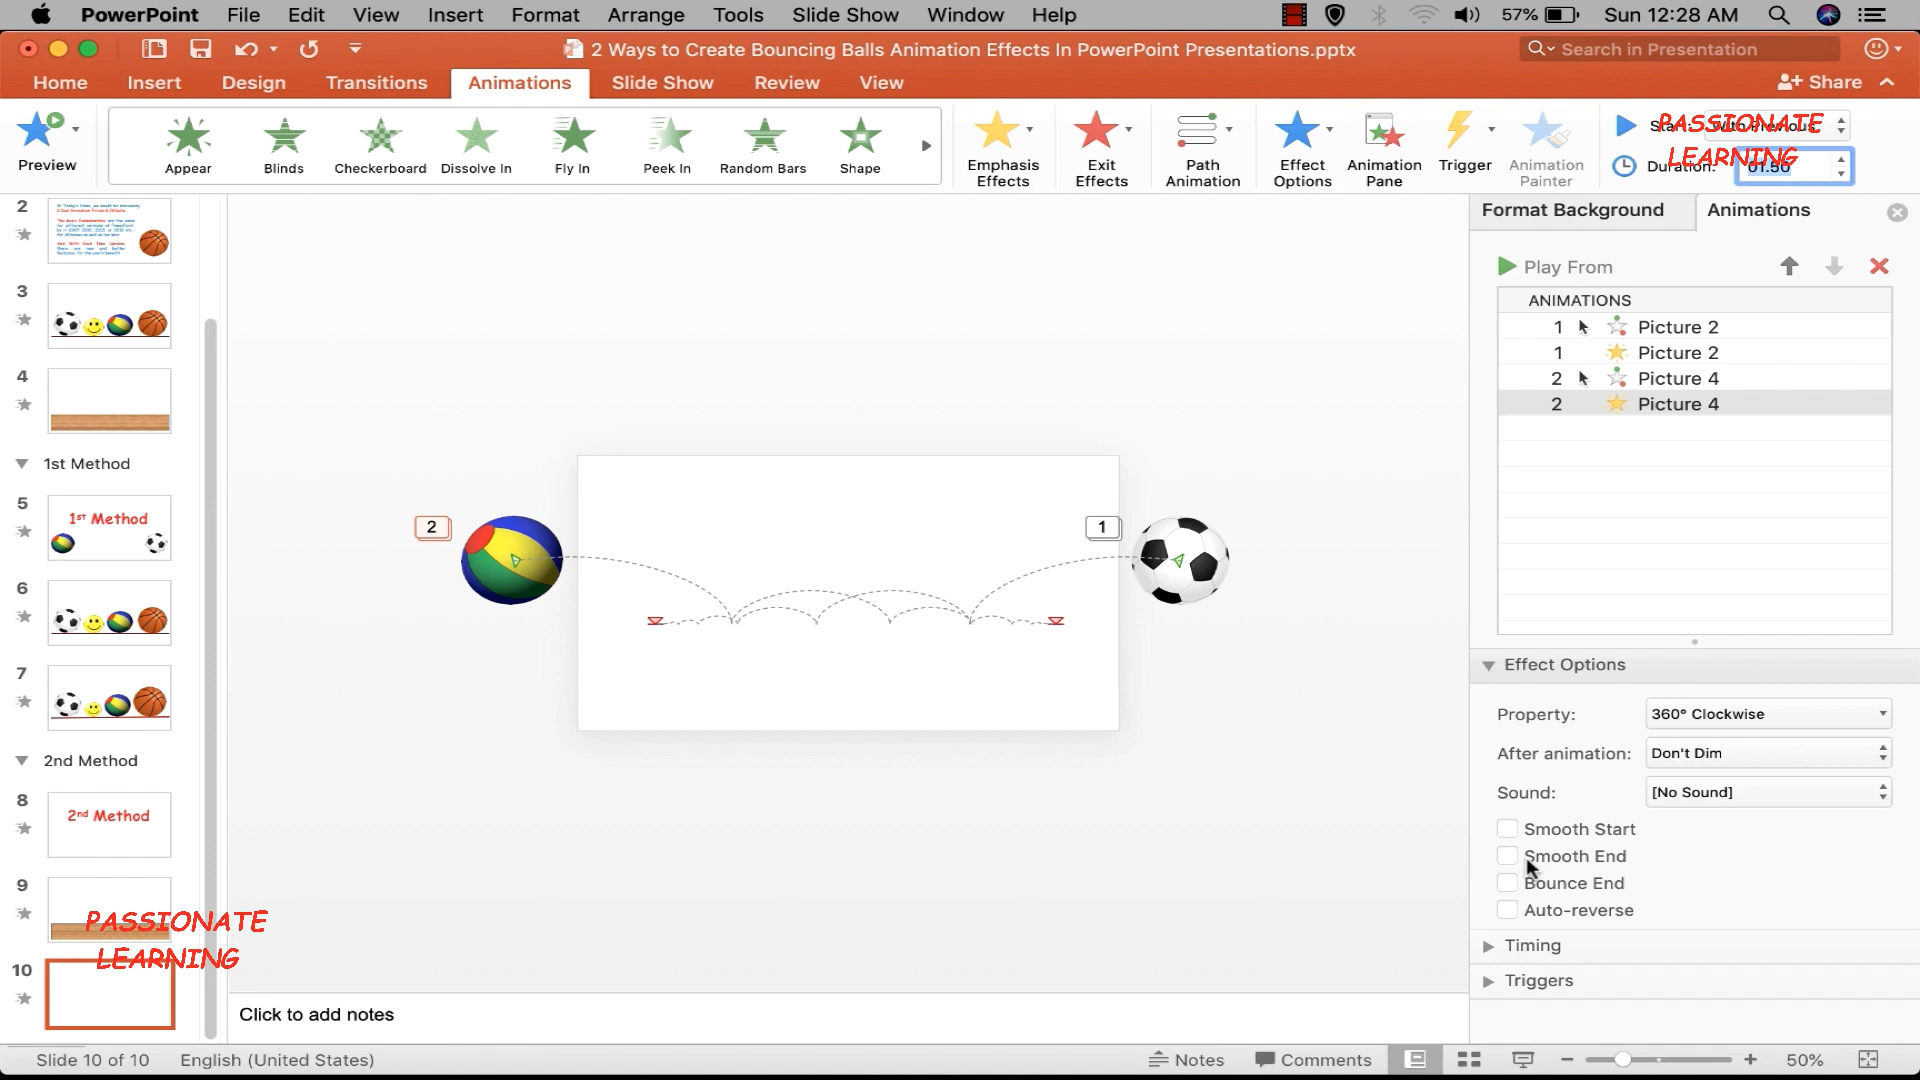 PowerPoint File Edit View Insert Format Arrange Tools Slide Show Window Help 57% Sun 12:28 AM
2 Ways to Create Bouncing Balls Animation Effects In PowerPoint Presentations.pptx Search in Presentation
Home Insert Design Transitions Animations Slide Show Review View Share
Preview
Appear Blinds Checkerboard Dissolve In Fly In Peek In Random Bars Shape
Emphasis Effects
Exit Effects
Path Animation
Effect Options
Animation Pane
Trigger
Animation Painter
Start: With Previous
Duration: 01.50
PASSIONATE
LEARNING
Format Background Animations
Play From
ANIMATIONS
1 Picture 2
1 Picture 2
2 Picture 4
2 Picture 4
Effect Options
Property: 360° Clockwise
After animation: Don't Dim
Sound: [No Sound]
Smooth Start
Smooth End
Bounce End
Auto-reverse
Timing
Triggers
2
3
4
1st Method
5
1st Method
6
7
2nd Method
8
2nd Method
9
PASSIONATE
LEARNING
10
2
1
Click to add notes
Slide 10 of 10 English (United States) Notes Comments 50%